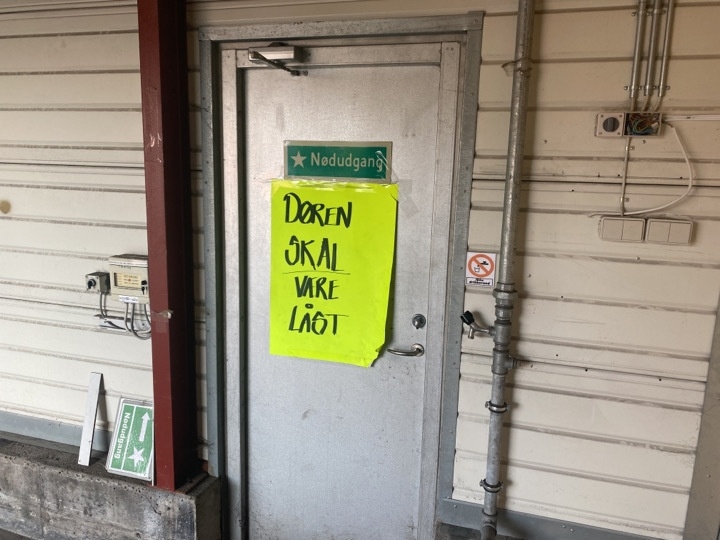 Nødudgang
DØREN
SKAL
VÆRE
LÅST
Nødudgang